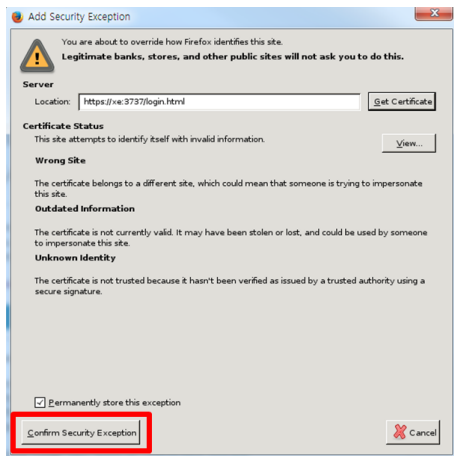 Add Security Exception
You are about to override how Firefox identifies this site.
Legitimate banks, stores, and other public sites will not ask you to do this.
Server
Location: https://xe:3737/login.html Get Certificate
Certificate Status
This site attempts to identify itself with invalid information.
View...
Wrong Site
The certificate belongs to a different site, which could mean that someone is trying to impersonate
this site.
Outdated Information
The certificate is not currently valid. It may have been stolen or lost, and could be used by someone
to impersonate this site.
Unknown Identity
The certificate is not trusted because it hasn't been verified as issued by a trusted authority using a
secure signature.
Permanently store this exception
Confirm Security Exception Cancel